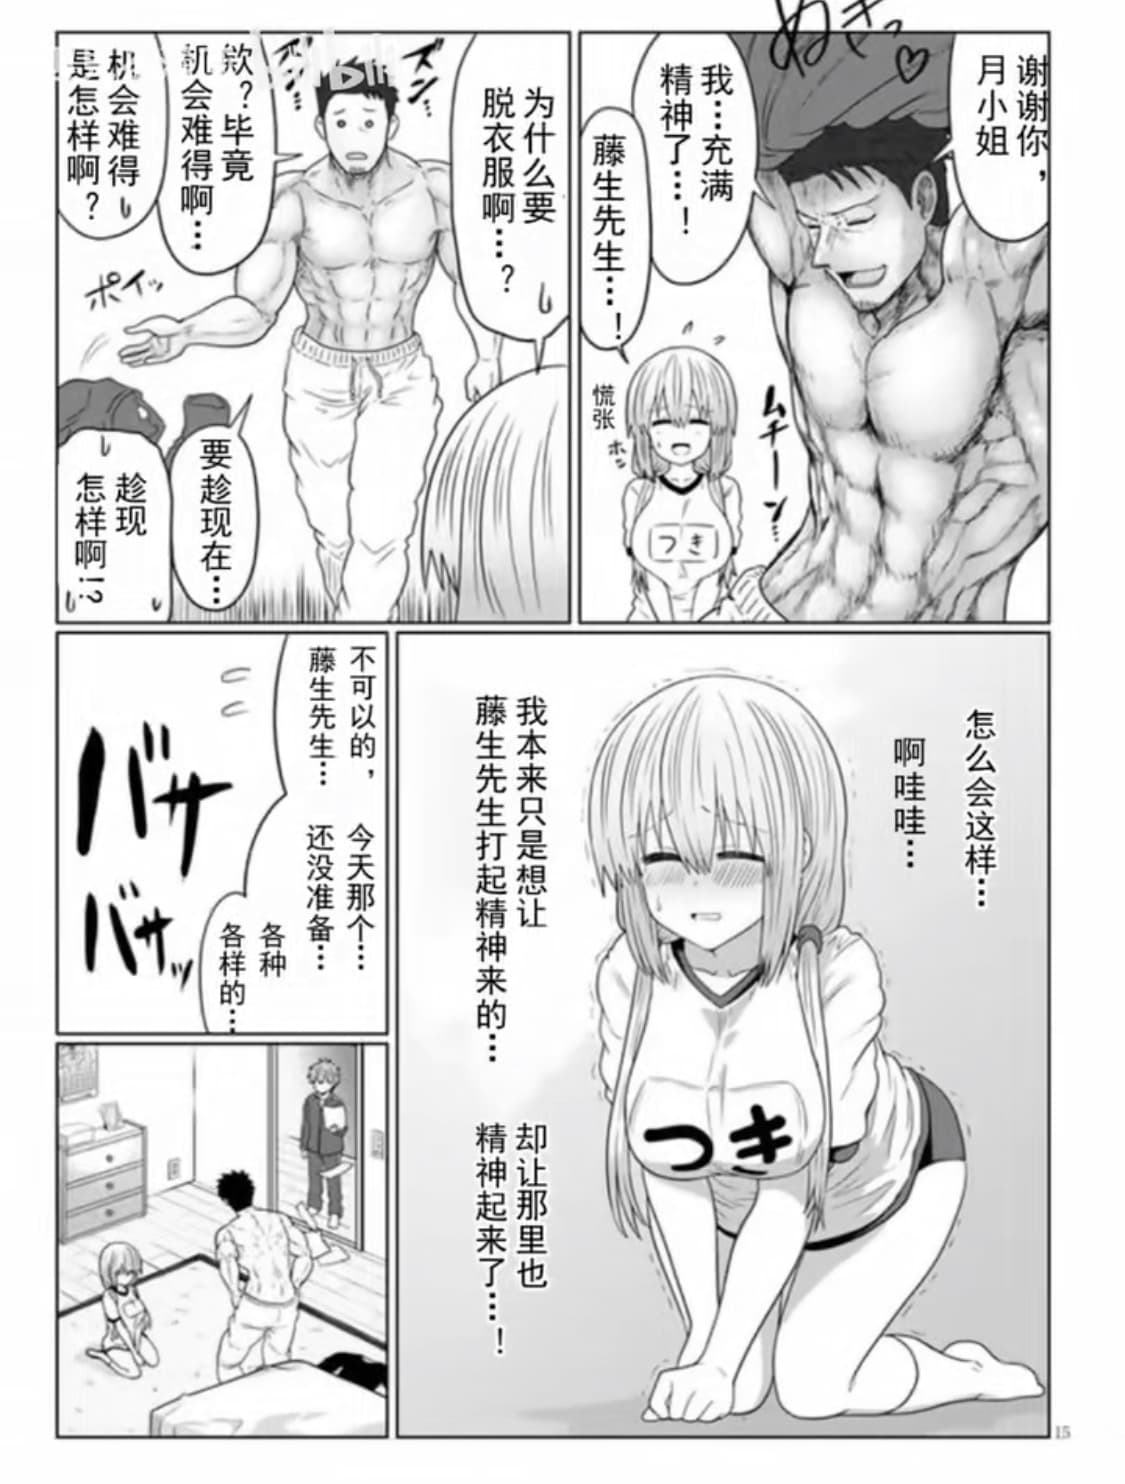 ぬぎっ♡
谢谢你，
月小姐
我…充满
精神了…！
藤生先生…！
慌张
ホッ
ムチーン…
つき
为什么要
脱衣服啊…？
ズン
欸？毕竟
机会难得啊…
机会难得
是怎样啊？
ポイッ
要趁现在…
趁现
怎样啊！？
怎么会这样…
啊哇哇…
我本来只是想让
藤生先生打起精神来的…
却让那里也
精神起来了…！
つき
不可以的，
藤生先生…
今天那个…
还没准备…
各种
各样的…
バサ
バサッ
15